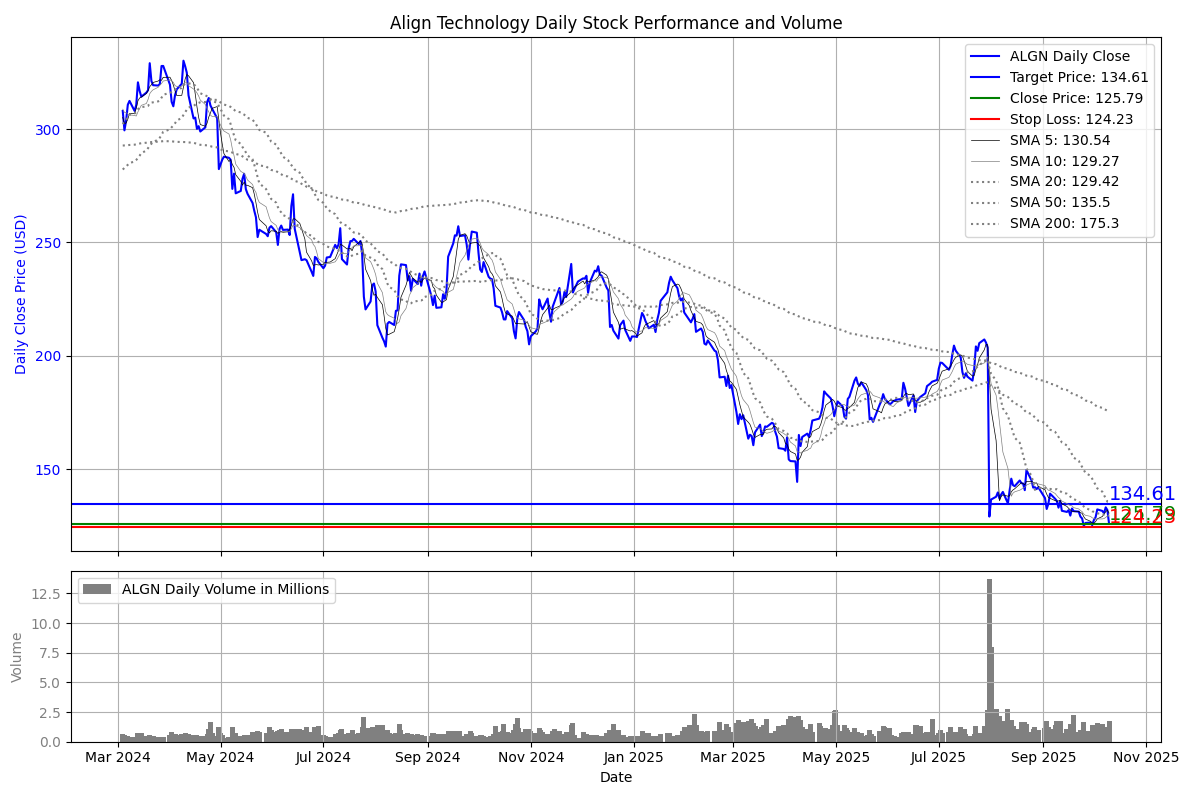 Align Technology Daily Stock Performance and Volume
Daily Close Price (USD)
300
250
200
150
ALGN Daily Close
Target Price: 134.61
Close Price: 125.79
Stop Loss: 124.23
SMA 5: 130.54
SMA 10: 129.27
SMA 20: 129.42
SMA 50: 135.5
SMA 200: 175.3
134.61
125.79
124.23
Volume
12.5
10.0
7.5
5.0
2.5
0.0
ALGN Daily Volume in Millions
Mar 2024
May 2024
Jul 2024
Sep 2024
Nov 2024
Jan 2025
Mar 2025
May 2025
Jul 2025
Sep 2025
Nov 2025
Date